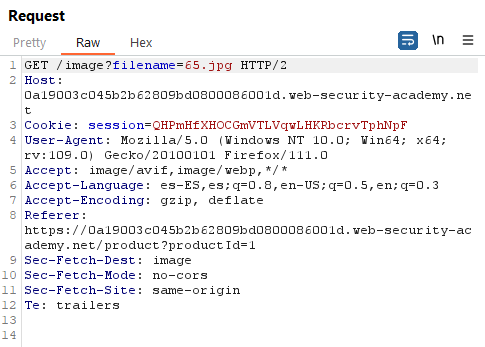 Request
Pretty Raw Hex \n
1 GET /image?filename=65.jpg HTTP/2
2 Host:
0a19003c045b2b62809bd0800086001d.web-security-academy.ne
t
3 Cookie: session=QHPmHfXHOCGmVTLVqwLHKRbcrvTphNpF
4 User-Agent: Mozilla/5.0 (Windows NT 10.0; Win64; x64;
rv:109.0) Gecko/20100101 Firefox/111.0
5 Accept: image/avif,image/webp,*/*
6 Accept-Language: es-ES,es;q=0.8,en-US;q=0.5,en;q=0.3
7 Accept-Encoding: gzip, deflate
8 Referer:
https://0a19003c045b2b62809bd0800086001d.web-security-ac
ademy.net/product?productId=1
9 Sec-Fetch-Dest: image
10 Sec-Fetch-Mode: no-cors
11 Sec-Fetch-Site: same-origin
12 Te: trailers
13
14